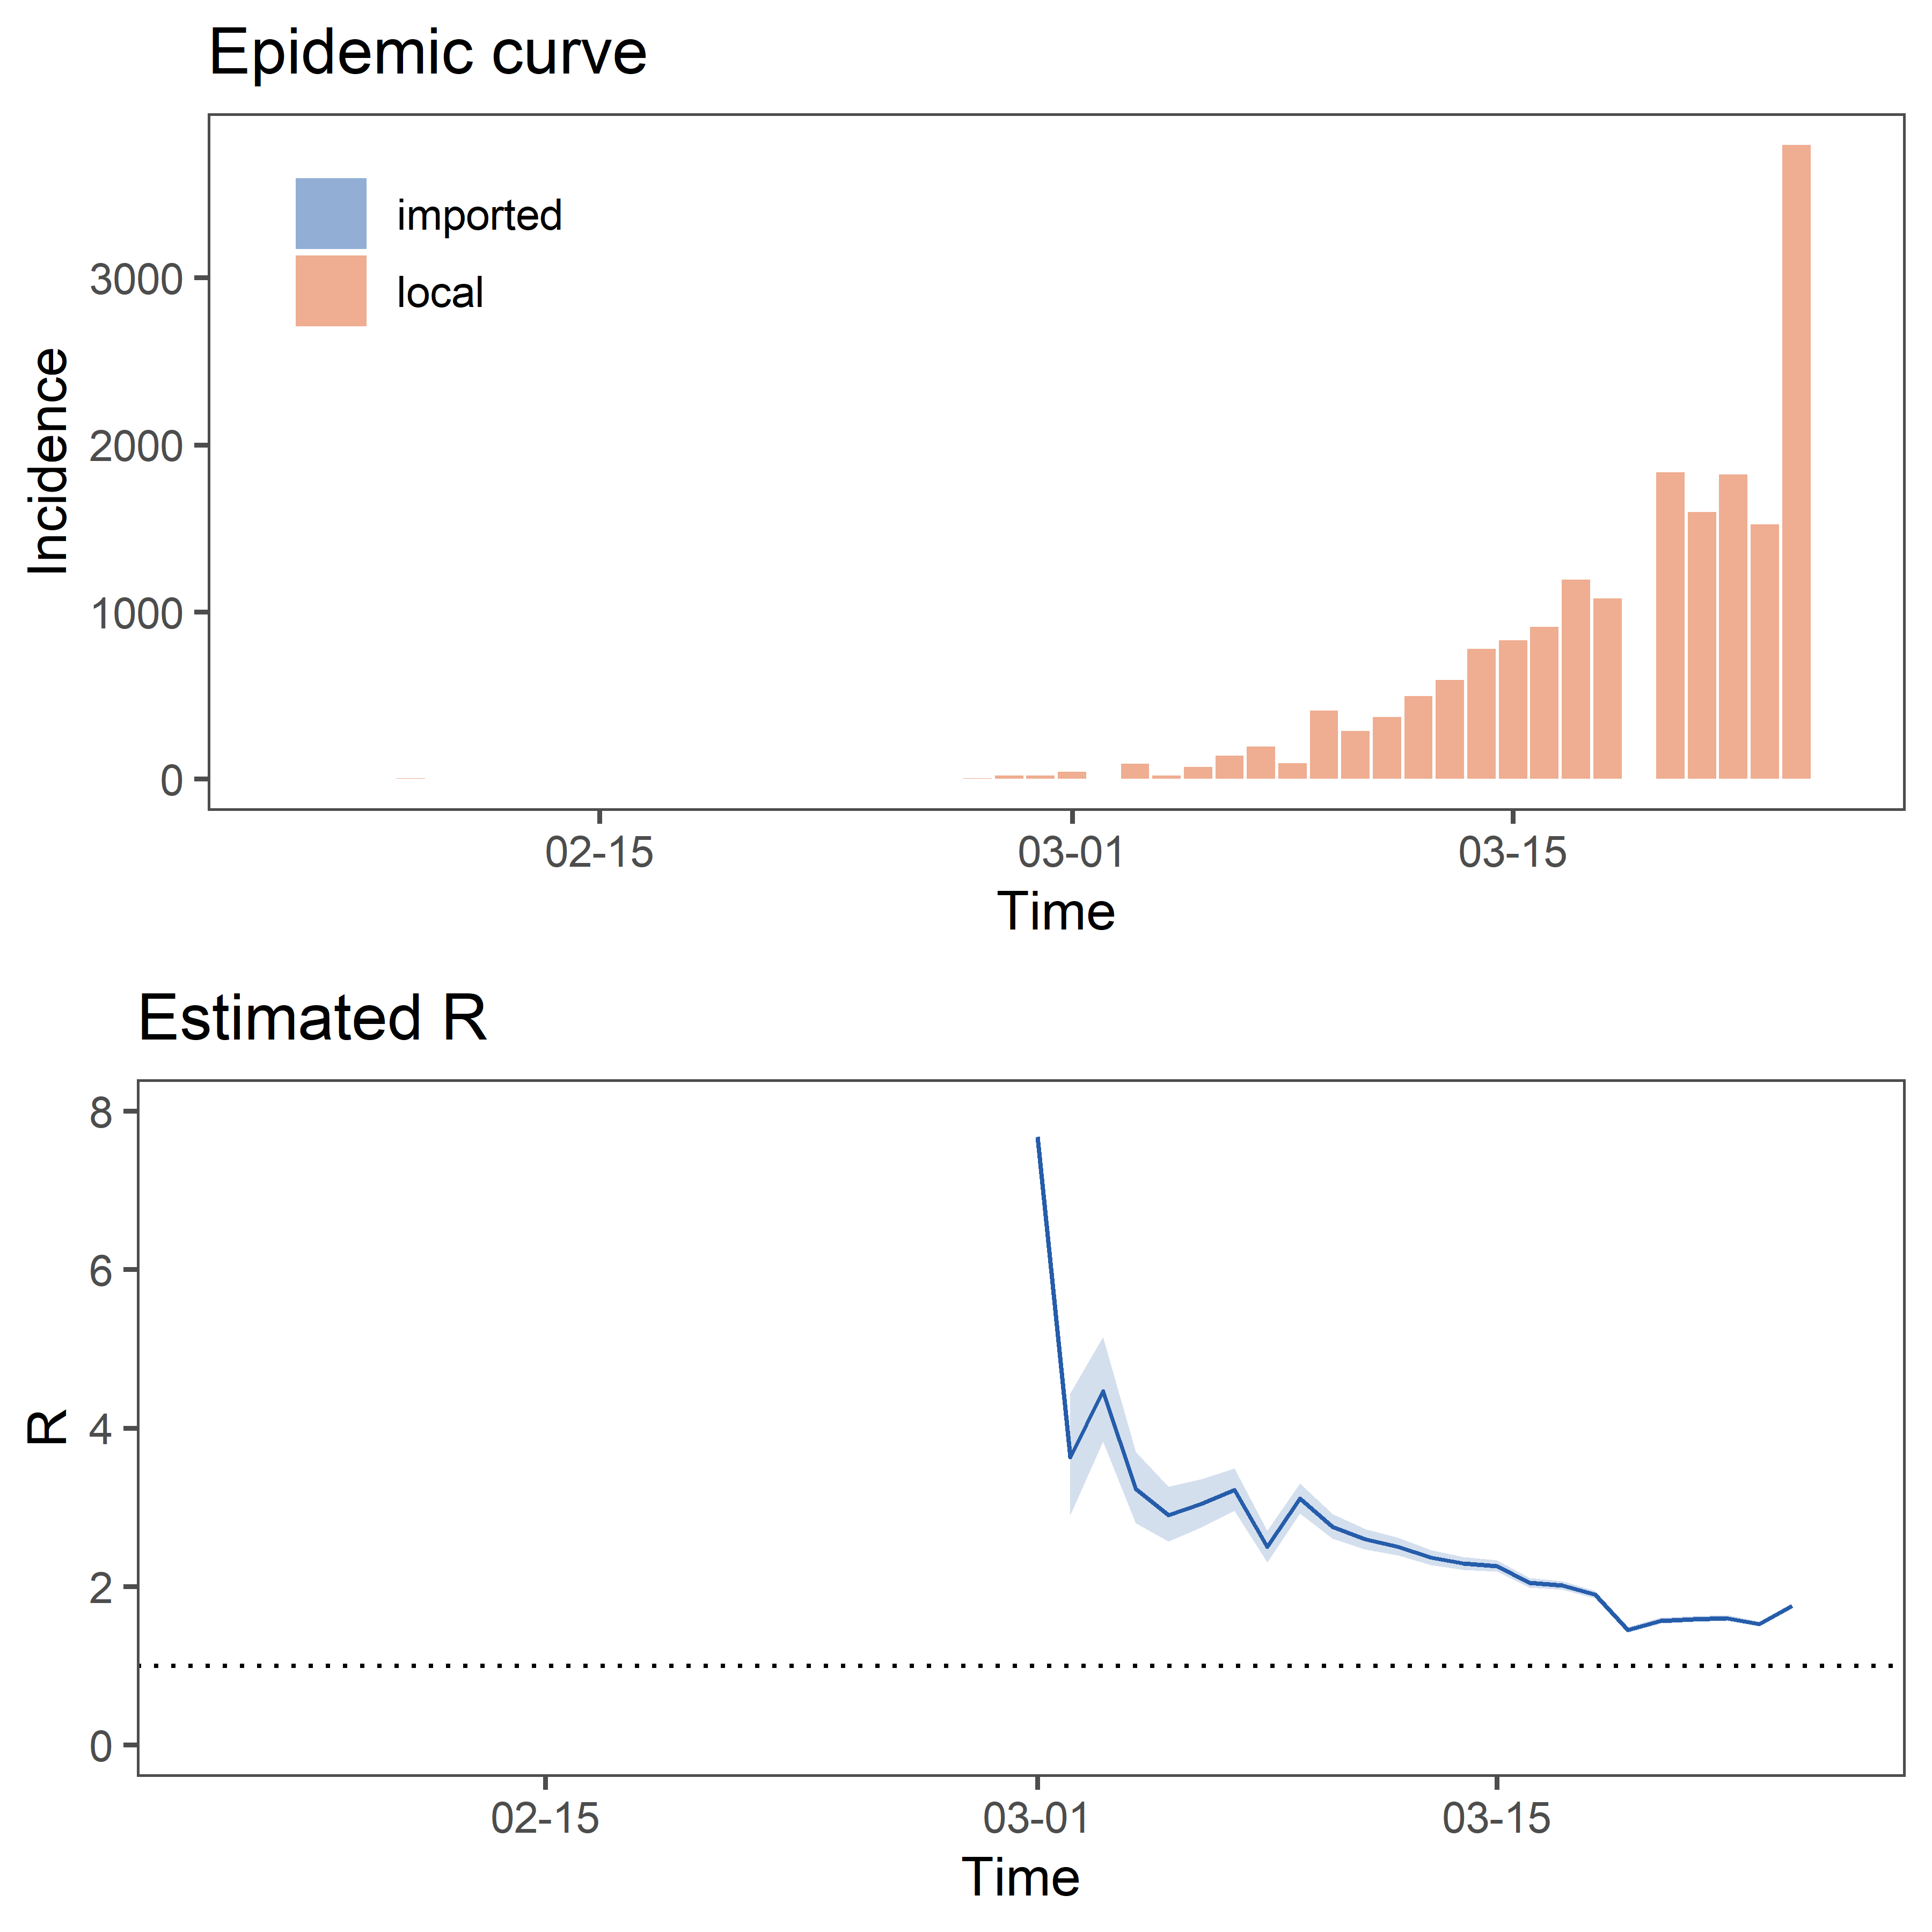 Epidemic curve
imported
local
3000
2000
1000
0
Incidence
02-15 03-01 03-15
Time
Estimated R
8
6
4
2
0
R
02-15 03-01 03-15
Time